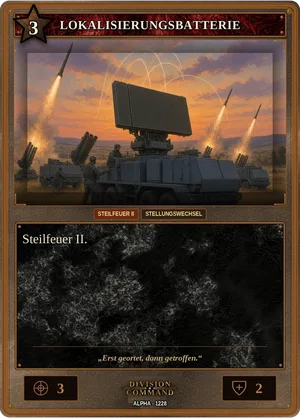 3
LOKALISIERUNGSBATTERIE
STEILFEUER II
STELLUNGSWECHSEL
Steilfeuer II.
„Erst geortet, dann getroffen.“
3
DIVISION
COMMAND
ALPHA - 1228
2